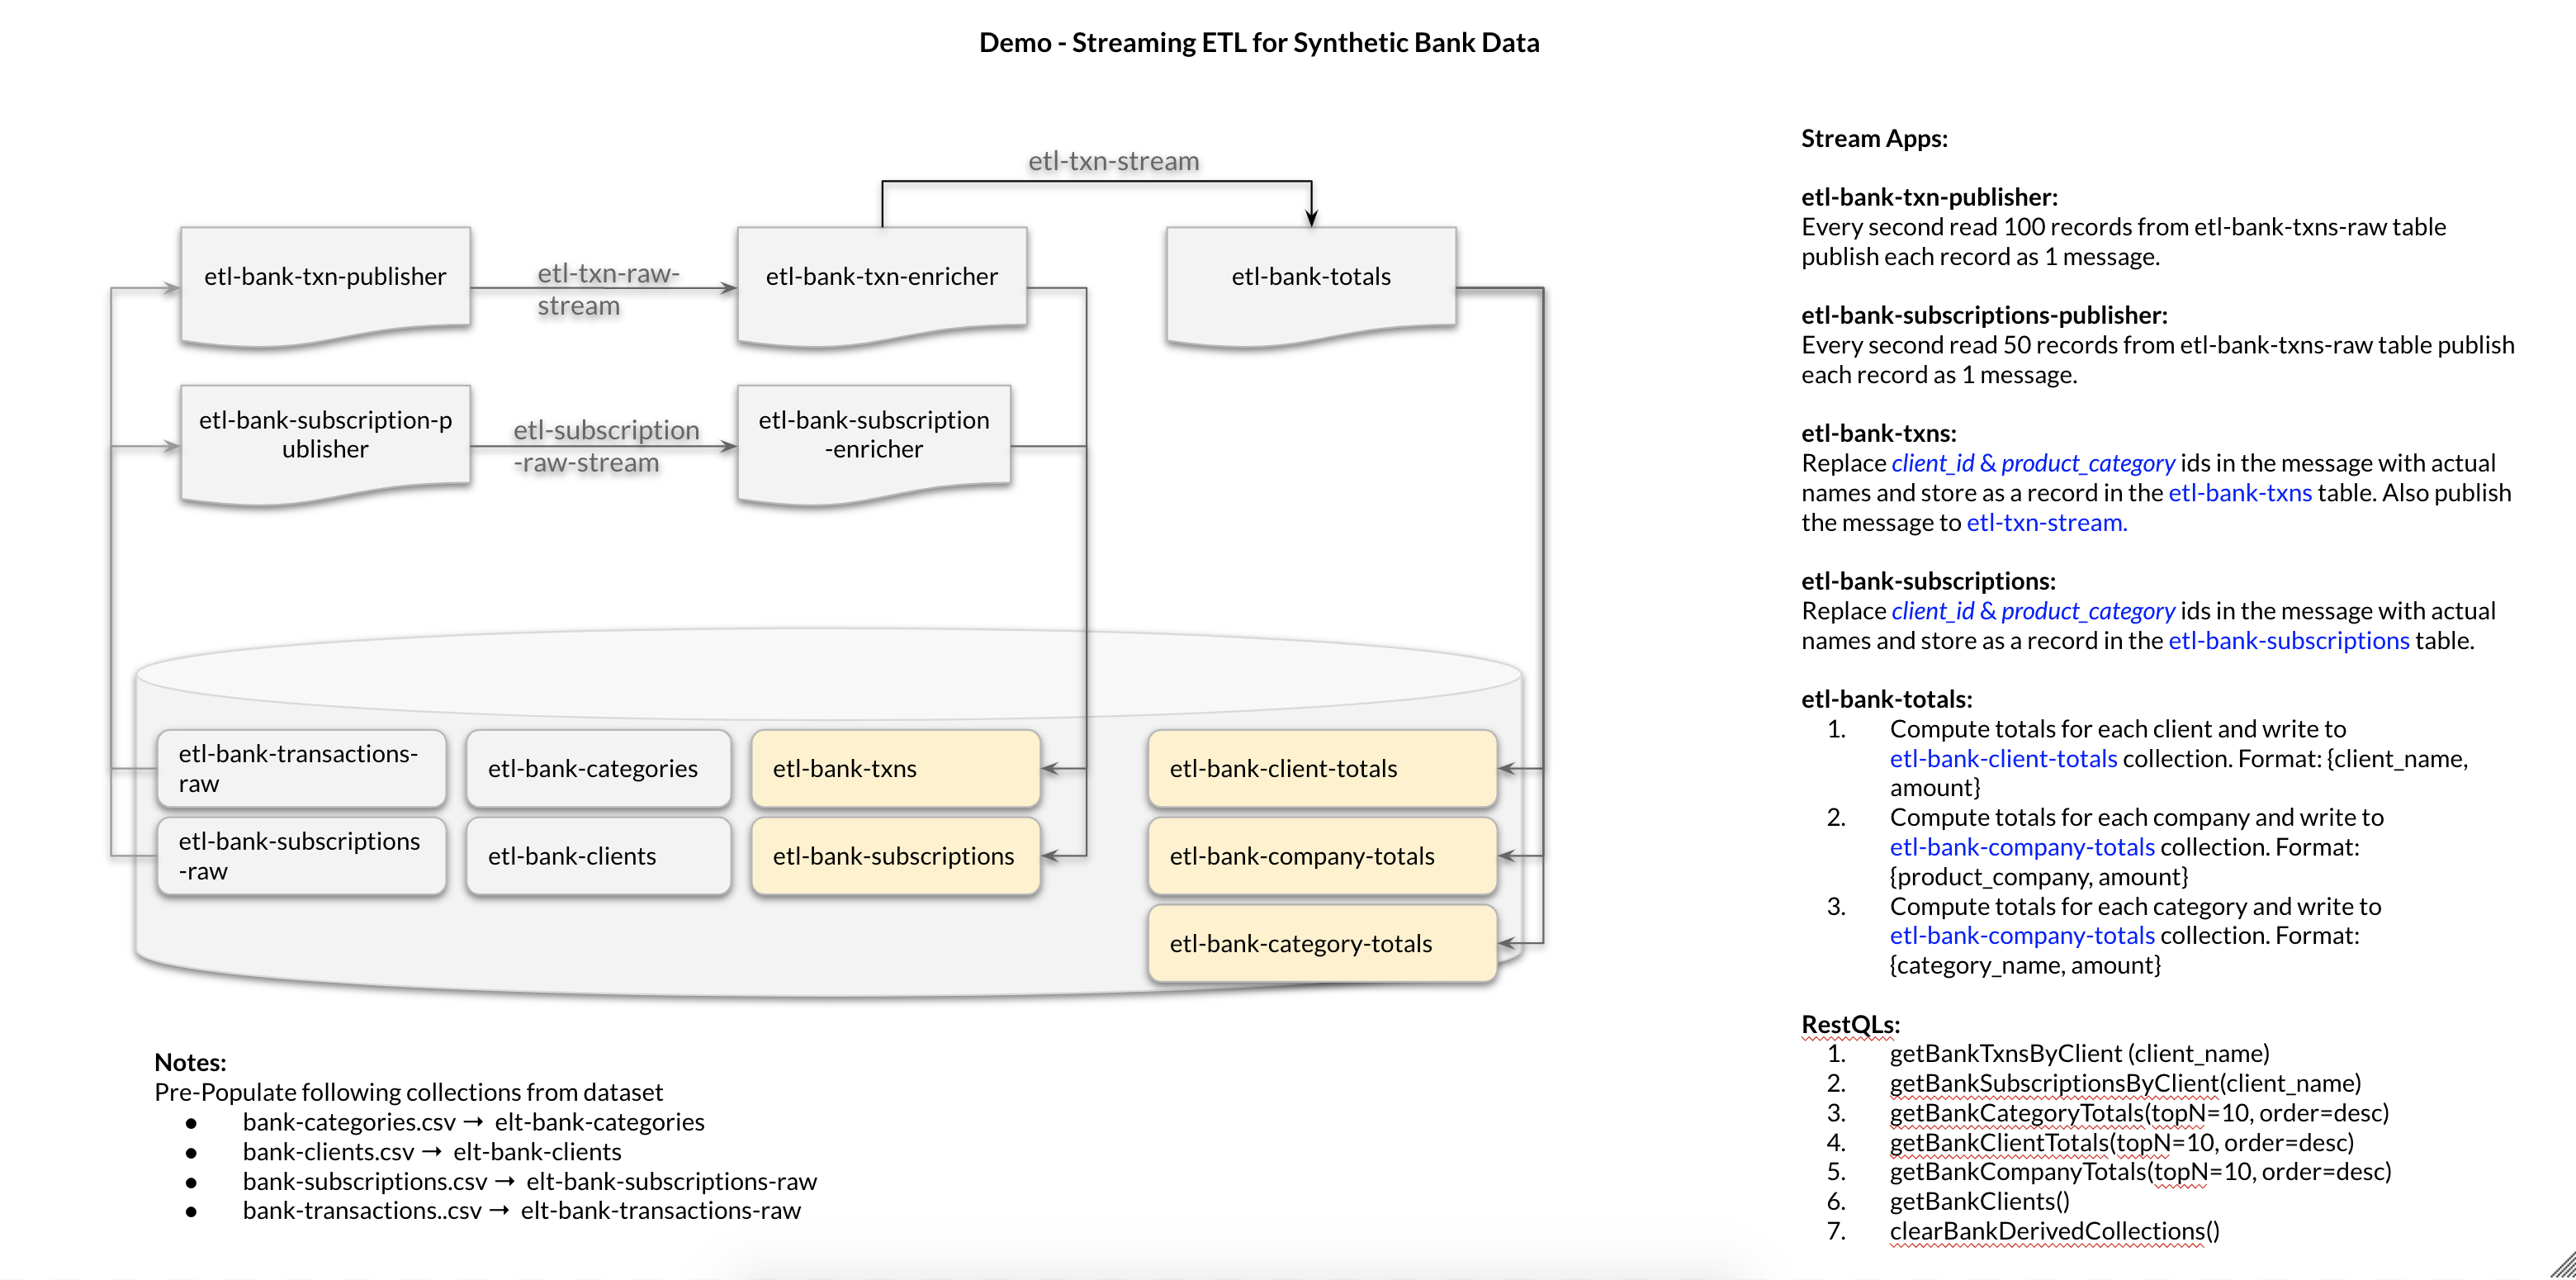 Demo - Streaming ETL for Synthetic Bank Data
etl-txn-stream
etl-bank-txn-publisher
etl-txn-raw-
stream
etl-bank-txn-enricher
etl-bank-totals
etl-bank-subscription-p
ublisher
etl-subscription
-raw-stream
etl-bank-subscription
-enricher
etl-bank-transactions-
raw
etl-bank-categories
etl-bank-txns
etl-bank-client-totals
etl-bank-subscriptions
-raw
etl-bank-clients
etl-bank-subscriptions
etl-bank-company-totals
etl-bank-category-totals
Notes:
Pre-Populate following collections from dataset
● bank-categories.csv → elt-bank-categories
● bank-clients.csv → elt-bank-clients
● bank-subscriptions.csv → elt-bank-subscriptions-raw
● bank-transactions..csv → elt-bank-transactions-raw
Stream Apps:
etl-bank-txn-publisher:
Every second read 100 records from etl-bank-txns-raw table
publish each record as 1 message.
etl-bank-subscriptions-publisher:
Every second read 50 records from etl-bank-txns-raw table publish
each record as 1 message.
etl-bank-txns:
Replace client_id & product_category ids in the message with actual
names and store as a record in the etl-bank-txns table. Also publish
the message to etl-txn-stream.
etl-bank-subscriptions:
Replace client_id & product_category ids in the message with actual
names and store as a record in the etl-bank-subscriptions table.
etl-bank-totals:
1. Compute totals for each client and write to
etl-bank-client-totals collection. Format: {client_name,
amount}
2. Compute totals for each company and write to
etl-bank-company-totals collection. Format:
{product_company, amount}
3. Compute totals for each category and write to
etl-bank-company-totals collection. Format:
{category_name, amount}
RestQLs:
1. getBankTxnsByClient (client_name)
2. getBankSubscriptionsByClient(client_name)
3. getBankCategoryTotals(topN=10, order=desc)
4. getBankClientTotals(topN=10, order=desc)
5. getBankCompanyTotals(topN=10, order=desc)
6. getBankClients()
7. clearBankDerivedCollections()